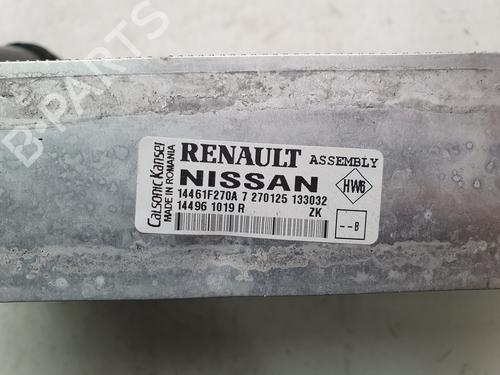 B-PARTS
RENAULT ASSEMBLY
NISSAN
14461F270A 7 270125 133032
14496 1019 R ZK
CalsonicKansei
MADE IN ROMANIA
HW6
--B